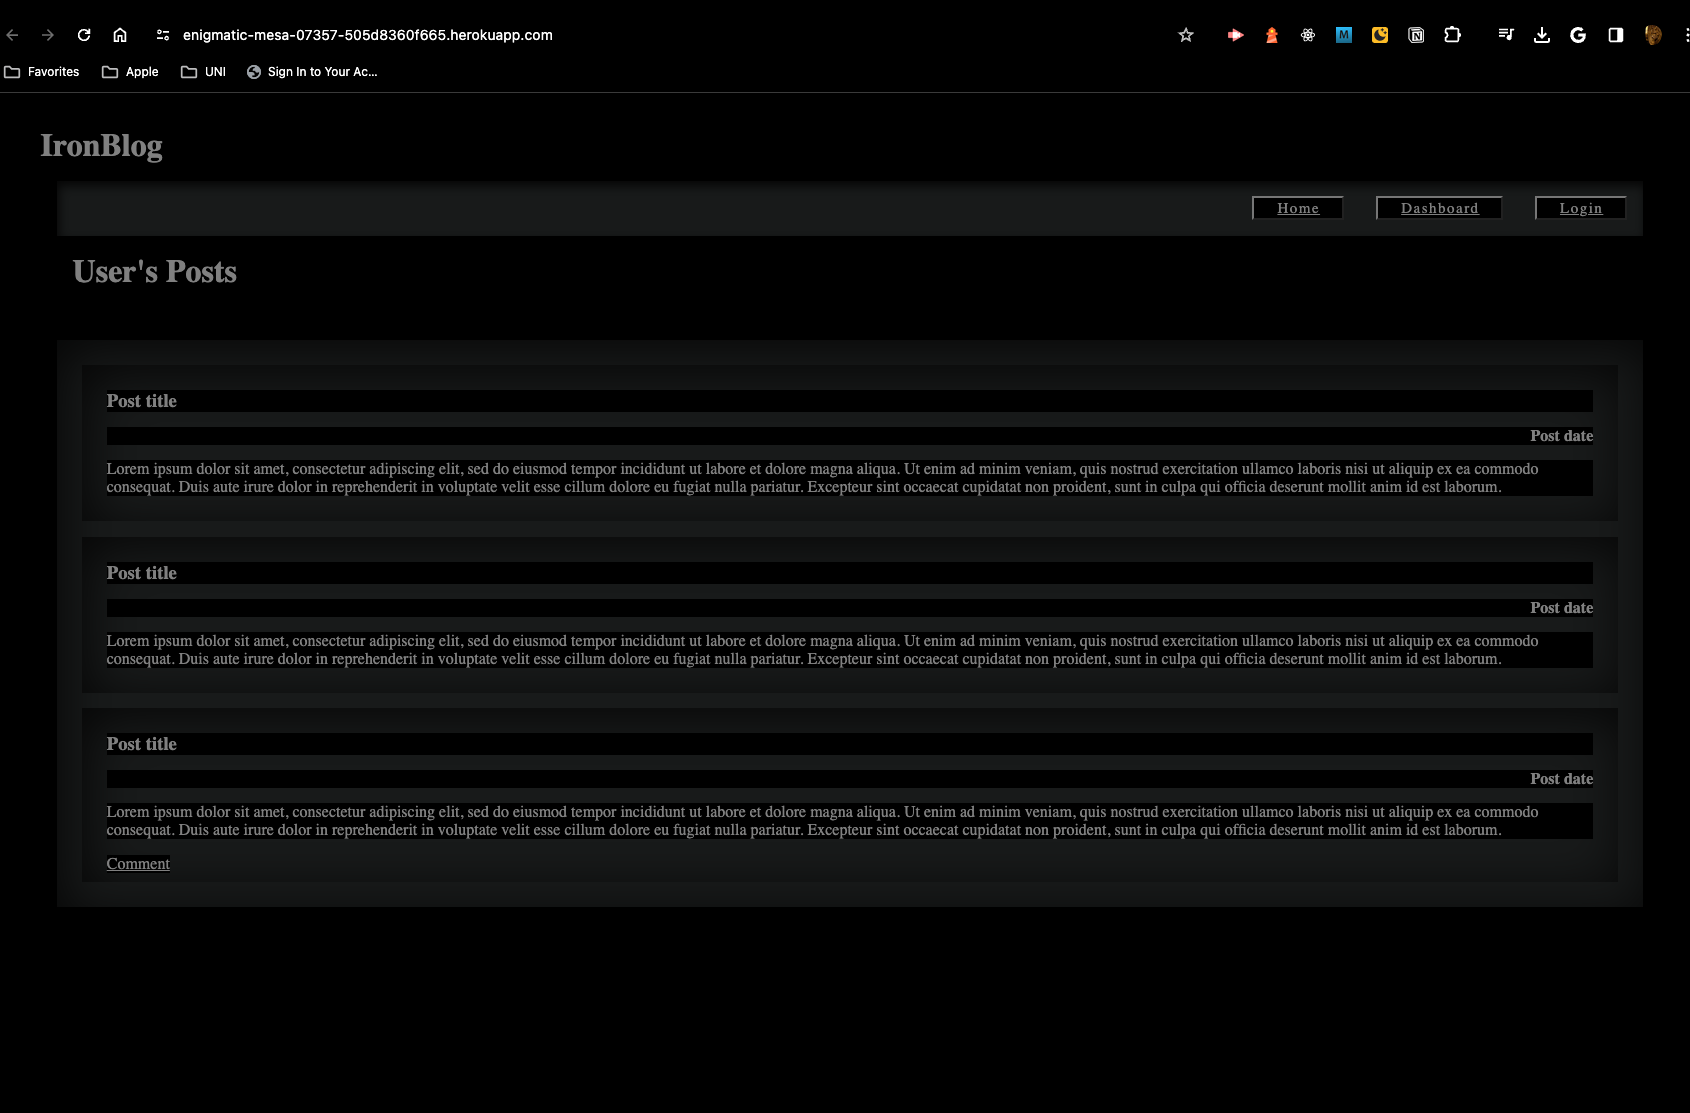 enigmatic-mesa-07357-505d8360f665.herokuapp.com
Favorites Apple UNI Sign In to Your Ac...
IronBlog
Home Dashboard Login
User's Posts
Post title
Post date
Lorem ipsum dolor sit amet, consectetur adipiscing elit, sed do eiusmod tempor incididunt ut labore et dolore magna aliqua. Ut enim ad minim veniam, quis nostrud exercitation ullamco laboris nisi ut aliquip ex ea commodo
consequat. Duis aute irure dolor in reprehenderit in voluptate velit esse cillum dolore eu fugiat nulla pariatur. Excepteur sint occaecat cupidatat non proident, sunt in culpa qui officia deserunt mollit anim id est laborum.
Post title
Post date
Lorem ipsum dolor sit amet, consectetur adipiscing elit, sed do eiusmod tempor incididunt ut labore et dolore magna aliqua. Ut enim ad minim veniam, quis nostrud exercitation ullamco laboris nisi ut aliquip ex ea commodo
consequat. Duis aute irure dolor in reprehenderit in voluptate velit esse cillum dolore eu fugiat nulla pariatur. Excepteur sint occaecat cupidatat non proident, sunt in culpa qui officia deserunt mollit anim id est laborum.
Post title
Post date
Lorem ipsum dolor sit amet, consectetur adipiscing elit, sed do eiusmod tempor incididunt ut labore et dolore magna aliqua. Ut enim ad minim veniam, quis nostrud exercitation ullamco laboris nisi ut aliquip ex ea commodo
consequat. Duis aute irure dolor in reprehenderit in voluptate velit esse cillum dolore eu fugiat nulla pariatur. Excepteur sint occaecat cupidatat non proident, sunt in culpa qui officia deserunt mollit anim id est laborum.
Comment